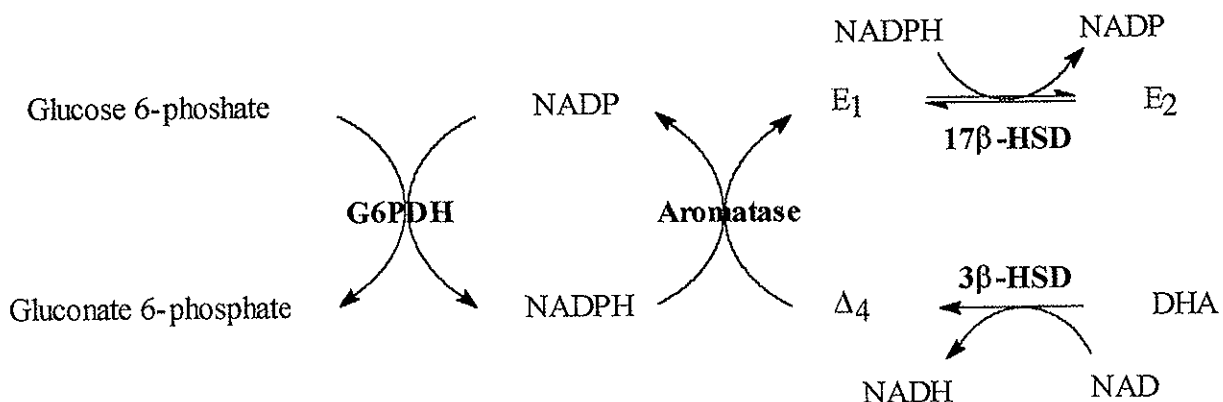 NADPH NADP
Glucose 6-phoshate NADP E₁ E₂
17β-HSD
G6PDH Aromatase
3β-HSD
Gluconate 6-phosphate NADPH Δ₄ DHA
NADH NAD